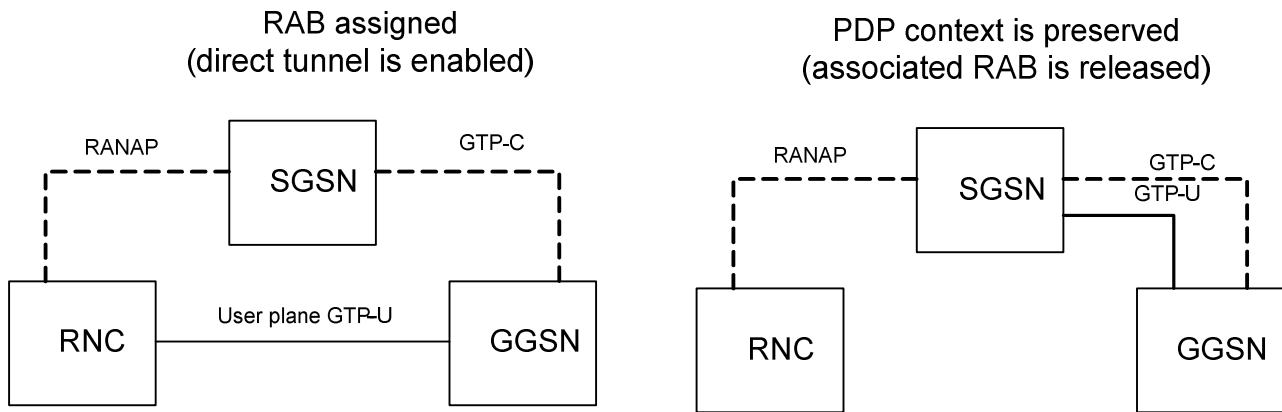 RAB assigned
(direct tunnel is enabled)
RANAP
GTP-C
SGSN
RNC
User plane GTP-U
GGSN
PDP context is preserved
(associated RAB is released)
RANAP
SGSN
GTP-C
GTP-U
RNC
GGSN